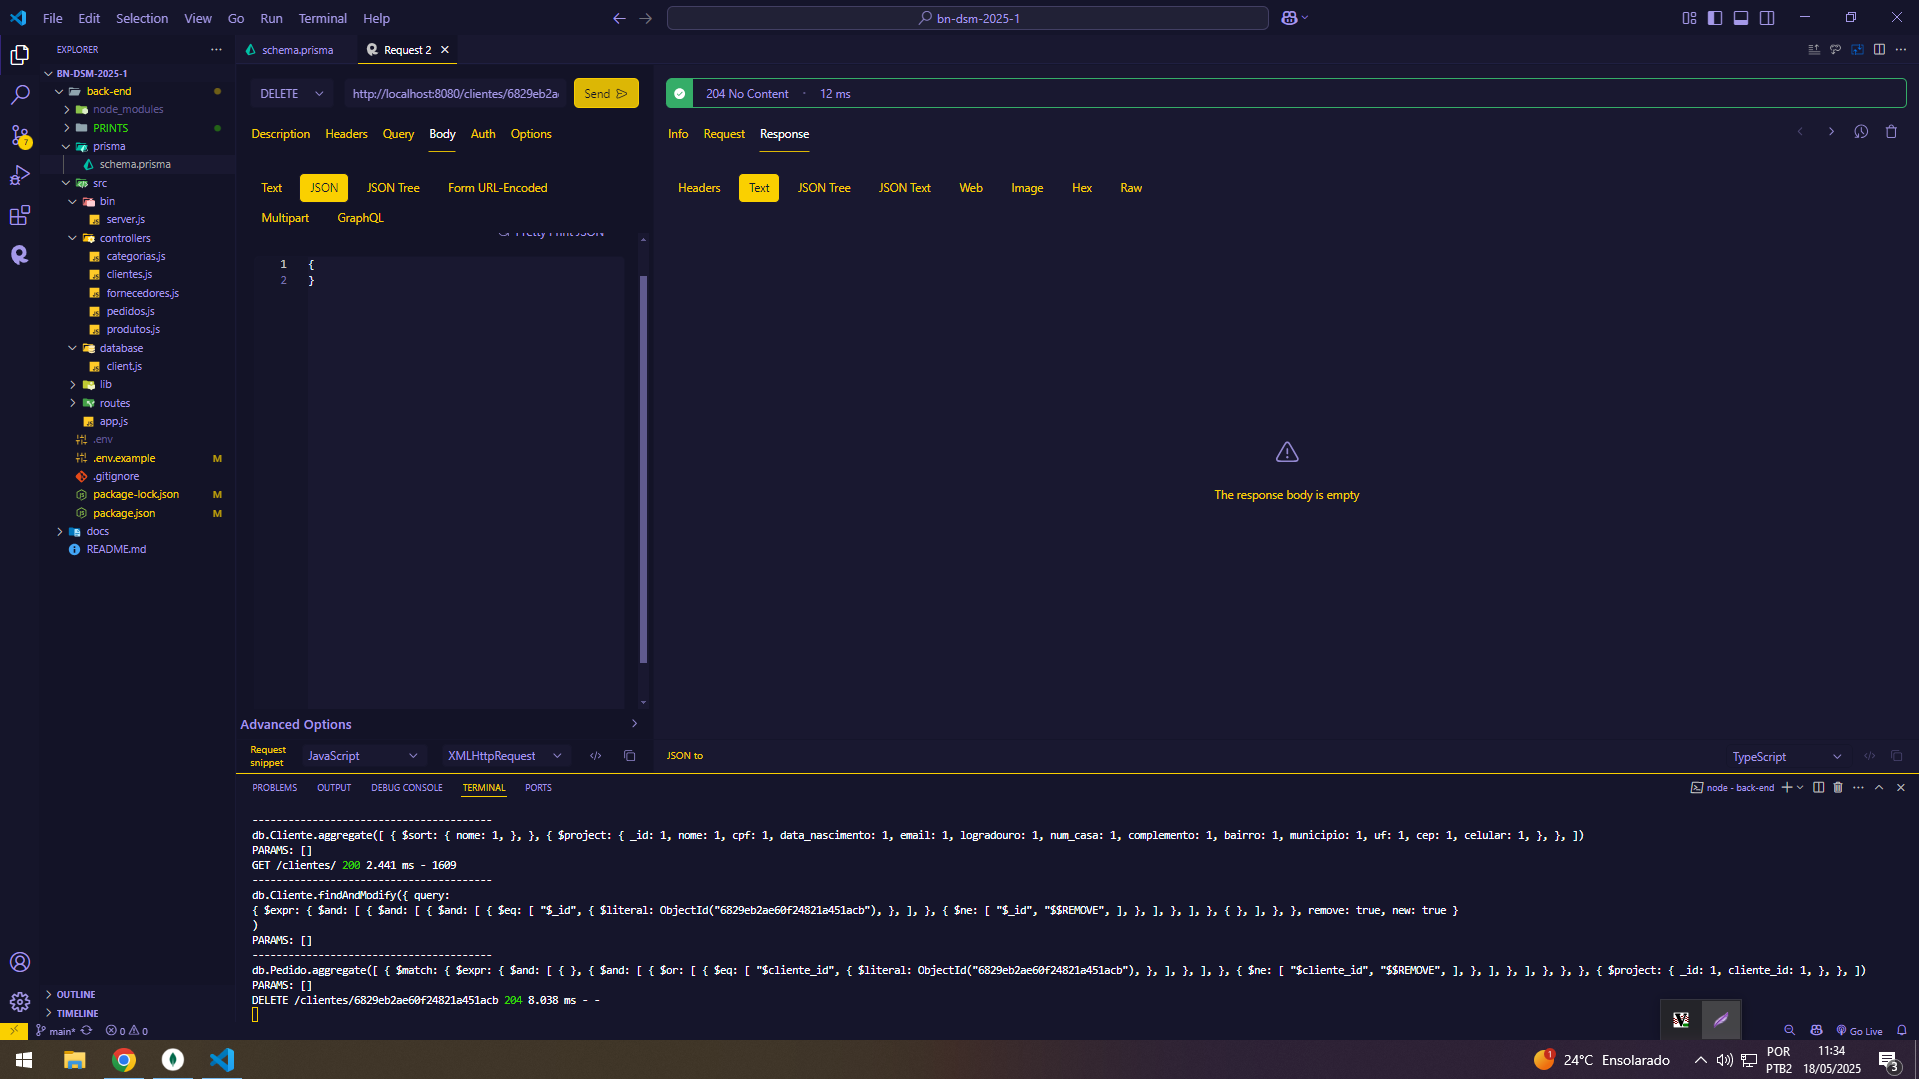 File Edit Selection View Go Run Terminal Help
bn-dsm-2025-1
EXPLORER
schema.prisma
Request 2
BN-DSM-2025-1
back-end
node_modules
PRINTS
prisma
schema.prisma
src
bin
server.js
controllers
categorias.js
clientes.js
fornecedores.js
pedidos.js
produtos.js
database
client.js
lib
routes
app.js
.env
.env.example M
.gitignore
package-lock.json M
package.json M
docs
README.md
OUTLINE
TIMELINE
7
DELETE http://localhost:8080/clientes/6829eb2a Send
Description Headers Query Body Auth Options
Text JSON JSON Tree Form URL-Encoded
Multipart GraphQL
Pretty Print JSON
1 {
2 }
Advanced Options
Request snippet JavaScript XMLHttpRequest
204 No Content · 12 ms
Info Request Response
Headers Text JSON Tree JSON Text Web Image Hex Raw
The response body is empty
JSON to TypeScript
PROBLEMS OUTPUT DEBUG CONSOLE TERMINAL PORTS
node - back-end
----------------------------------------
db.Cliente.aggregate([ { $sort: { nome: 1, }, }, { $project: { _id: 1, nome: 1, cpf: 1, data_nascimento: 1, email: 1, logradouro: 1, num_casa: 1, complemento: 1, bairro: 1, municipio: 1, uf: 1, cep: 1, celular: 1, }, }, ])
PARAMS: []
GET /clientes/ 200 2.441 ms - 1609
----------------------------------------
db.Cliente.findAndModify({ query:
{ $expr: { $and: [ { $and: [ { $and: [ { $eq: [ "$_id", { $literal: ObjectId("6829eb2ae60f24821a451acb"), }, ], }, { $ne: [ "$_id", "$$REMOVE", ], }, ], }, ], }, { }, ], }, }, remove: true, new: true }
)
PARAMS: []
----------------------------------------
db.Pedido.aggregate([ { $match: { $expr: { $and: [ { }, { $and: [ { $or: [ { $eq: [ "$cliente_id", { $literal: ObjectId("6829eb2ae60f24821a451acb"), }, ], }, ], }, { $ne: [ "$cliente_id", "$$REMOVE", ], }, ], }, ], }, }, }, { $project: { _id: 1, cliente_id: 1, }, }, ])
PARAMS: []
DELETE /clientes/6829eb2ae60f24821a451acb 204 8.038 ms - -
main* 0 0
Go Live
1 24°C Ensolarado
POR
PTB2
11:34
18/05/2025
3